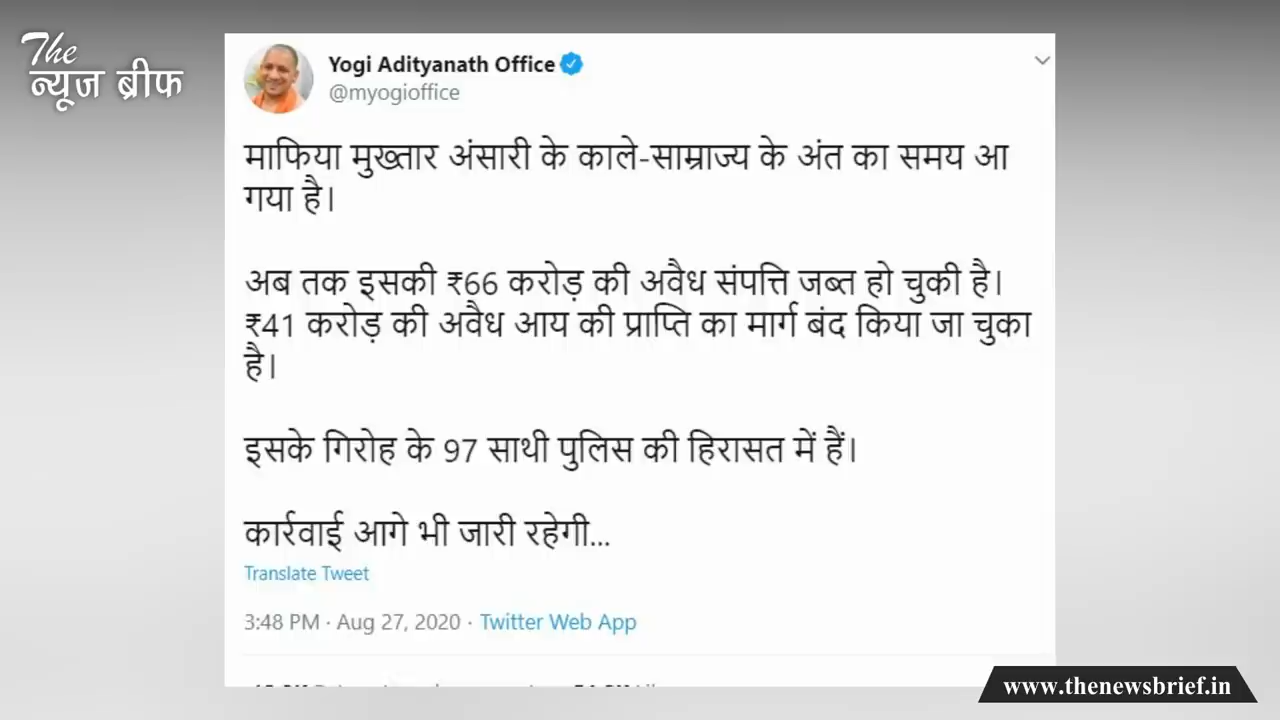 The
न्यूज ब्रीफ
Yogi Adityanath Office
@myogioffice
माफिया मुख्तार अंसारी के काले-साम्राज्य के अंत का समय आ
गया है।
अब तक इसकी ₹66 करोड़ की अवैध संपत्ति जब्त हो चुकी है।
₹41 करोड़ की अवैध आय की प्राप्ति का मार्ग बंद किया जा चुका
है।
इसके गिरोह के 97 साथी पुलिस की हिरासत में हैं।
कार्रवाई आगे भी जारी रहेगी...
Translate Tweet
3:48 PM · Aug 27, 2020 · Twitter Web App
www.thenewsbrief.in